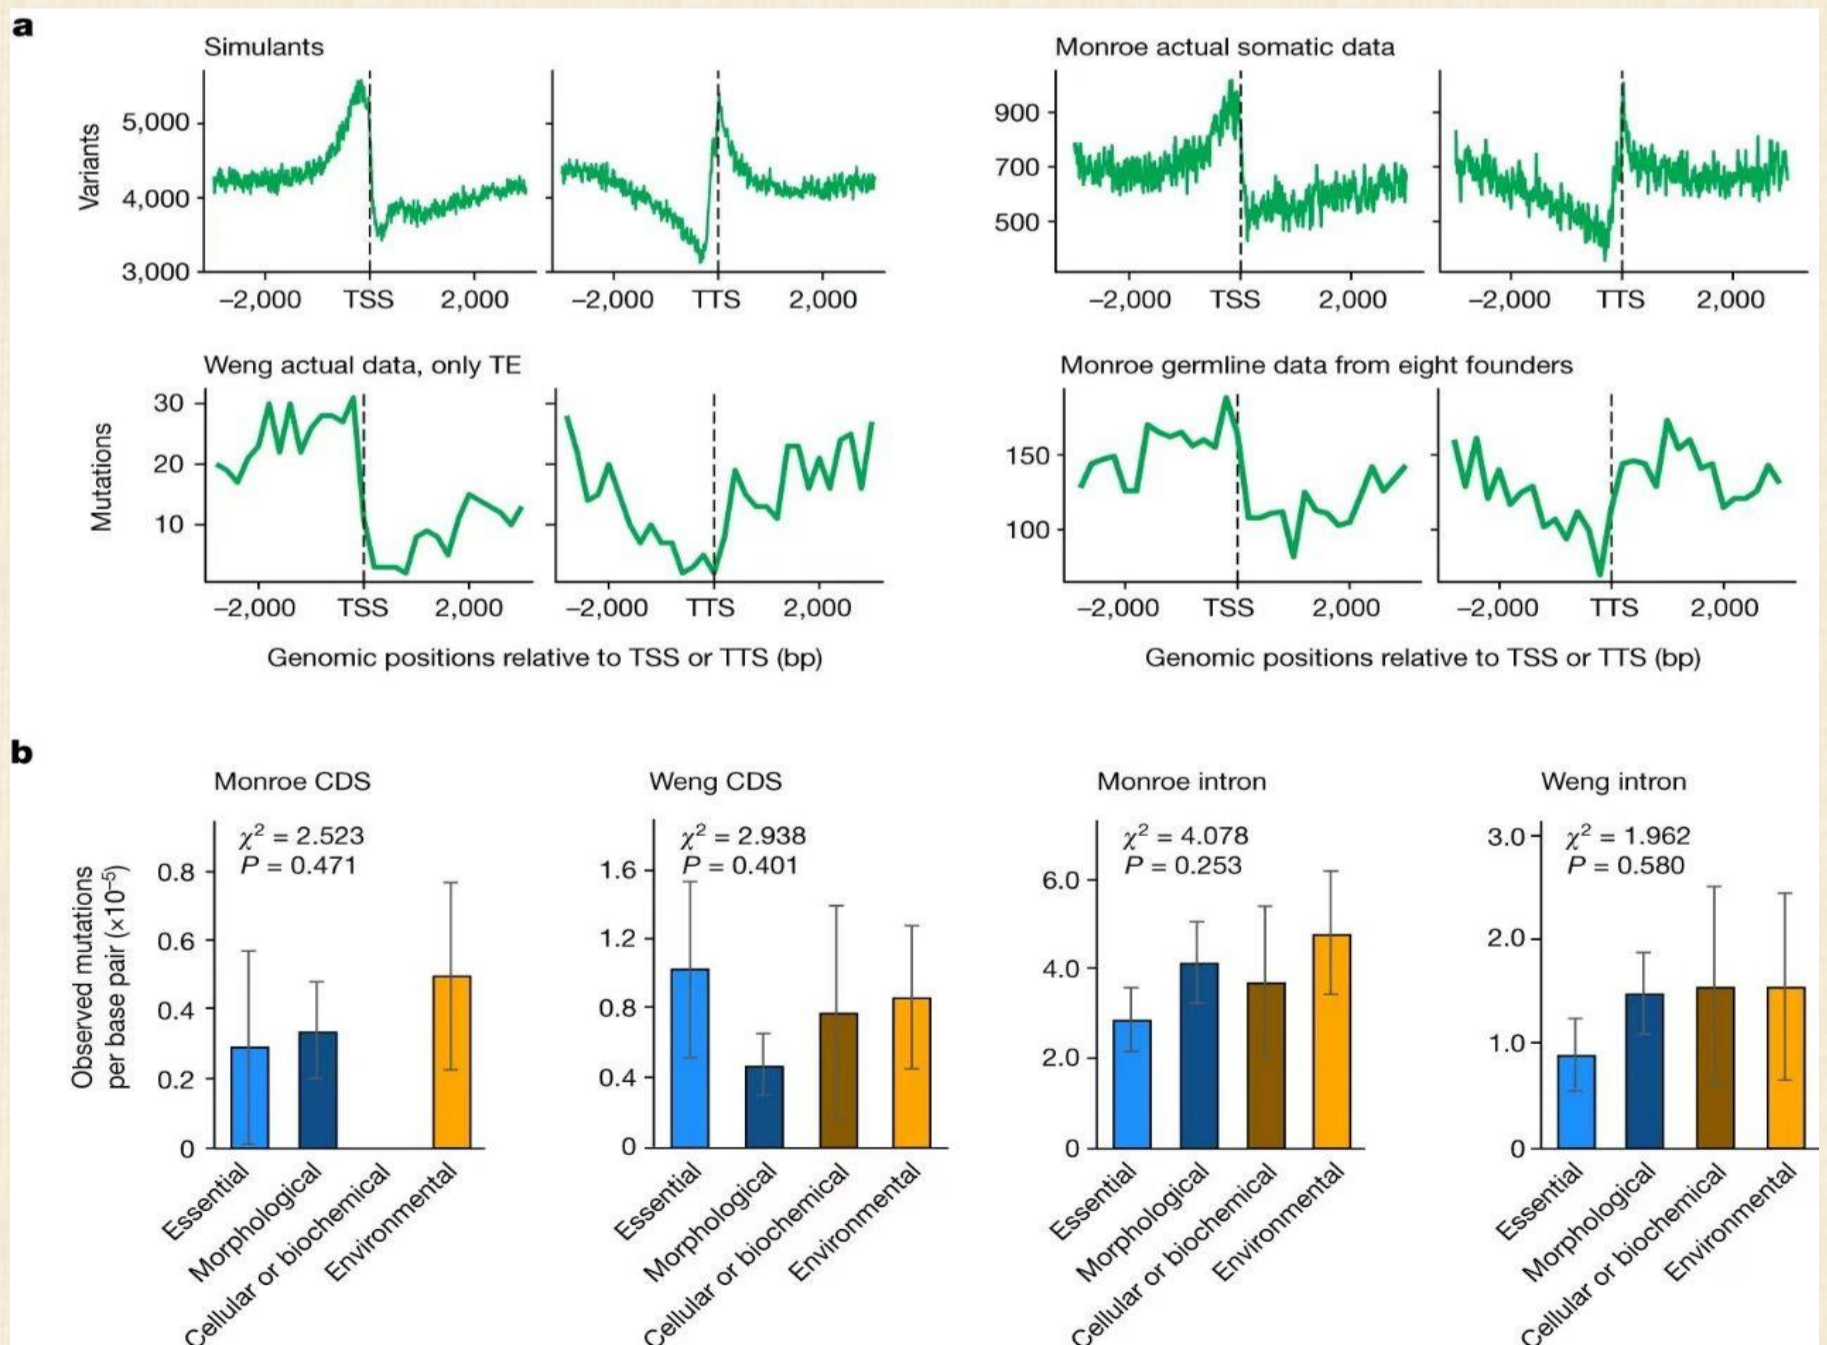 a
Simulants
Variants
5,000
4,000
3,000
–2,000 TSS 2,000
–2,000 TTS 2,000
Monroe actual somatic data
900
700
500
–2,000 TSS 2,000
–2,000 TTS 2,000
Weng actual data, only TE
Mutations
30
20
10
–2,000 TSS 2,000
–2,000 TTS 2,000
Genomic positions relative to TSS or TTS (bp)
Monroe germline data from eight founders
150
100
–2,000 TSS 2,000
–2,000 TTS 2,000
Genomic positions relative to TSS or TTS (bp)
b
Observed mutations
per base pair (×10⁻⁵)
Monroe CDS
χ² = 2.523
P = 0.471
0.8
0.6
0.4
0.2
0
Essential
Morphological
Cellular or biochemical
Environmental
Weng CDS
χ² = 2.938
P = 0.401
1.6
1.2
0.8
0.4
0
Essential
Morphological
Cellular or biochemical
Environmental
Monroe intron
χ² = 4.078
P = 0.253
6.0
4.0
2.0
0
Essential
Morphological
Cellular or biochemical
Environmental
Weng intron
χ² = 1.962
P = 0.580
3.0
2.0
1.0
0
Essential
Morphological
Cellular or biochemical
Environmental